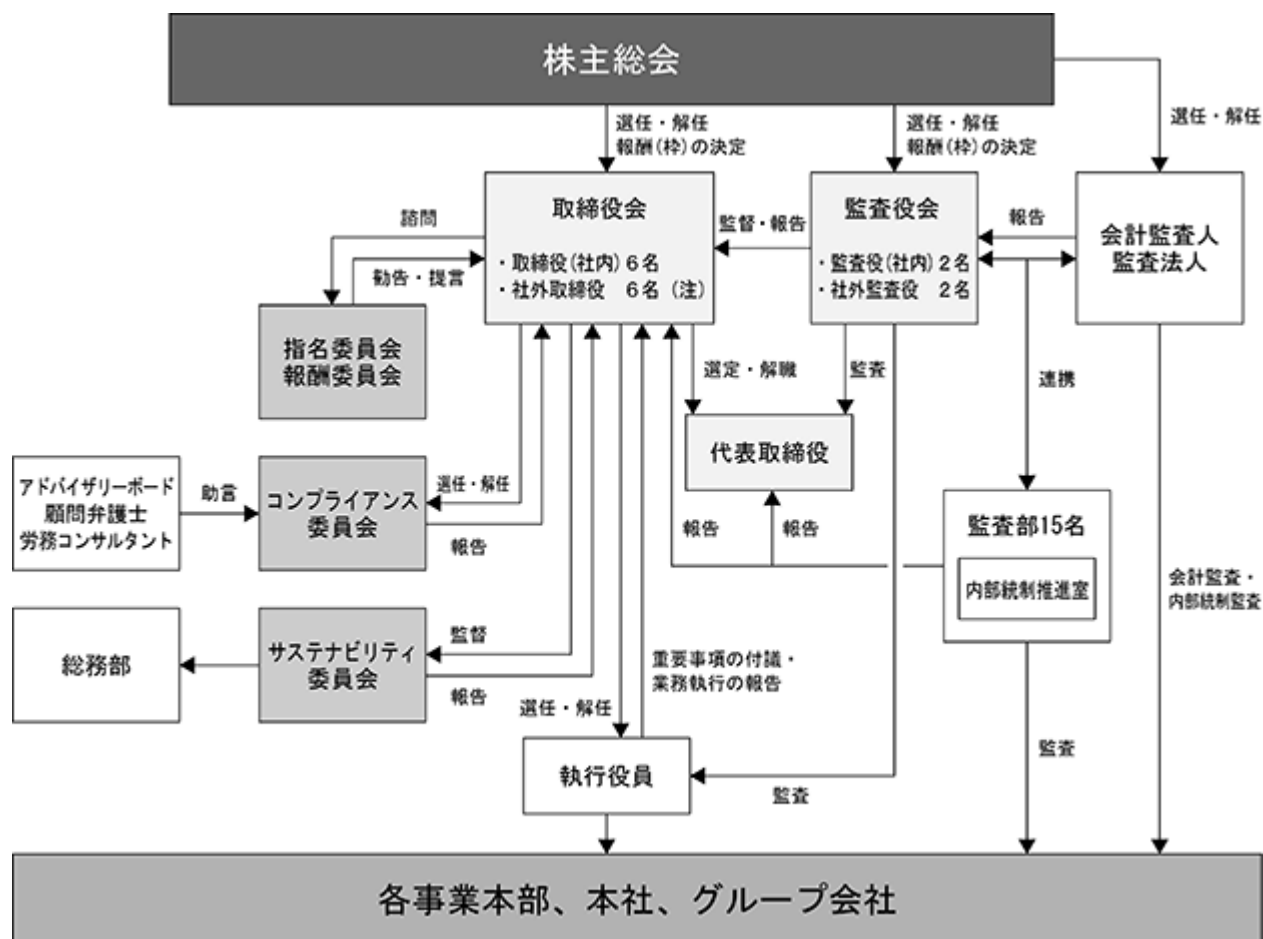 株主総会
選任・解任
報酬(枠)の決定
選任・解任
報酬(枠)の決定
選任・解任
取締役会
・取締役(社内)6名
・社外取締役 6名(注)
監督・報告
監査役会
・監査役(社内)2名
・社外監査役 2名
報告
会計監査人
監査法人
諮問
勧告・提言
指名委員会
報酬委員会
選定・解職
監査
連携
代表取締役
アドバイザリーボード
顧問弁護士
労務コンサルタント
助言
コンプライアンス
委員会
選任・解任
報告
報告
報告
監査部15名
内部統制推進室
会計監査・
内部統制監査
総務部
サステナビリティ
委員会
監督
報告
選任・解任
重要事項の付議・
業務執行の報告
執行役員
監査
監査
各事業本部、本社、グループ会社